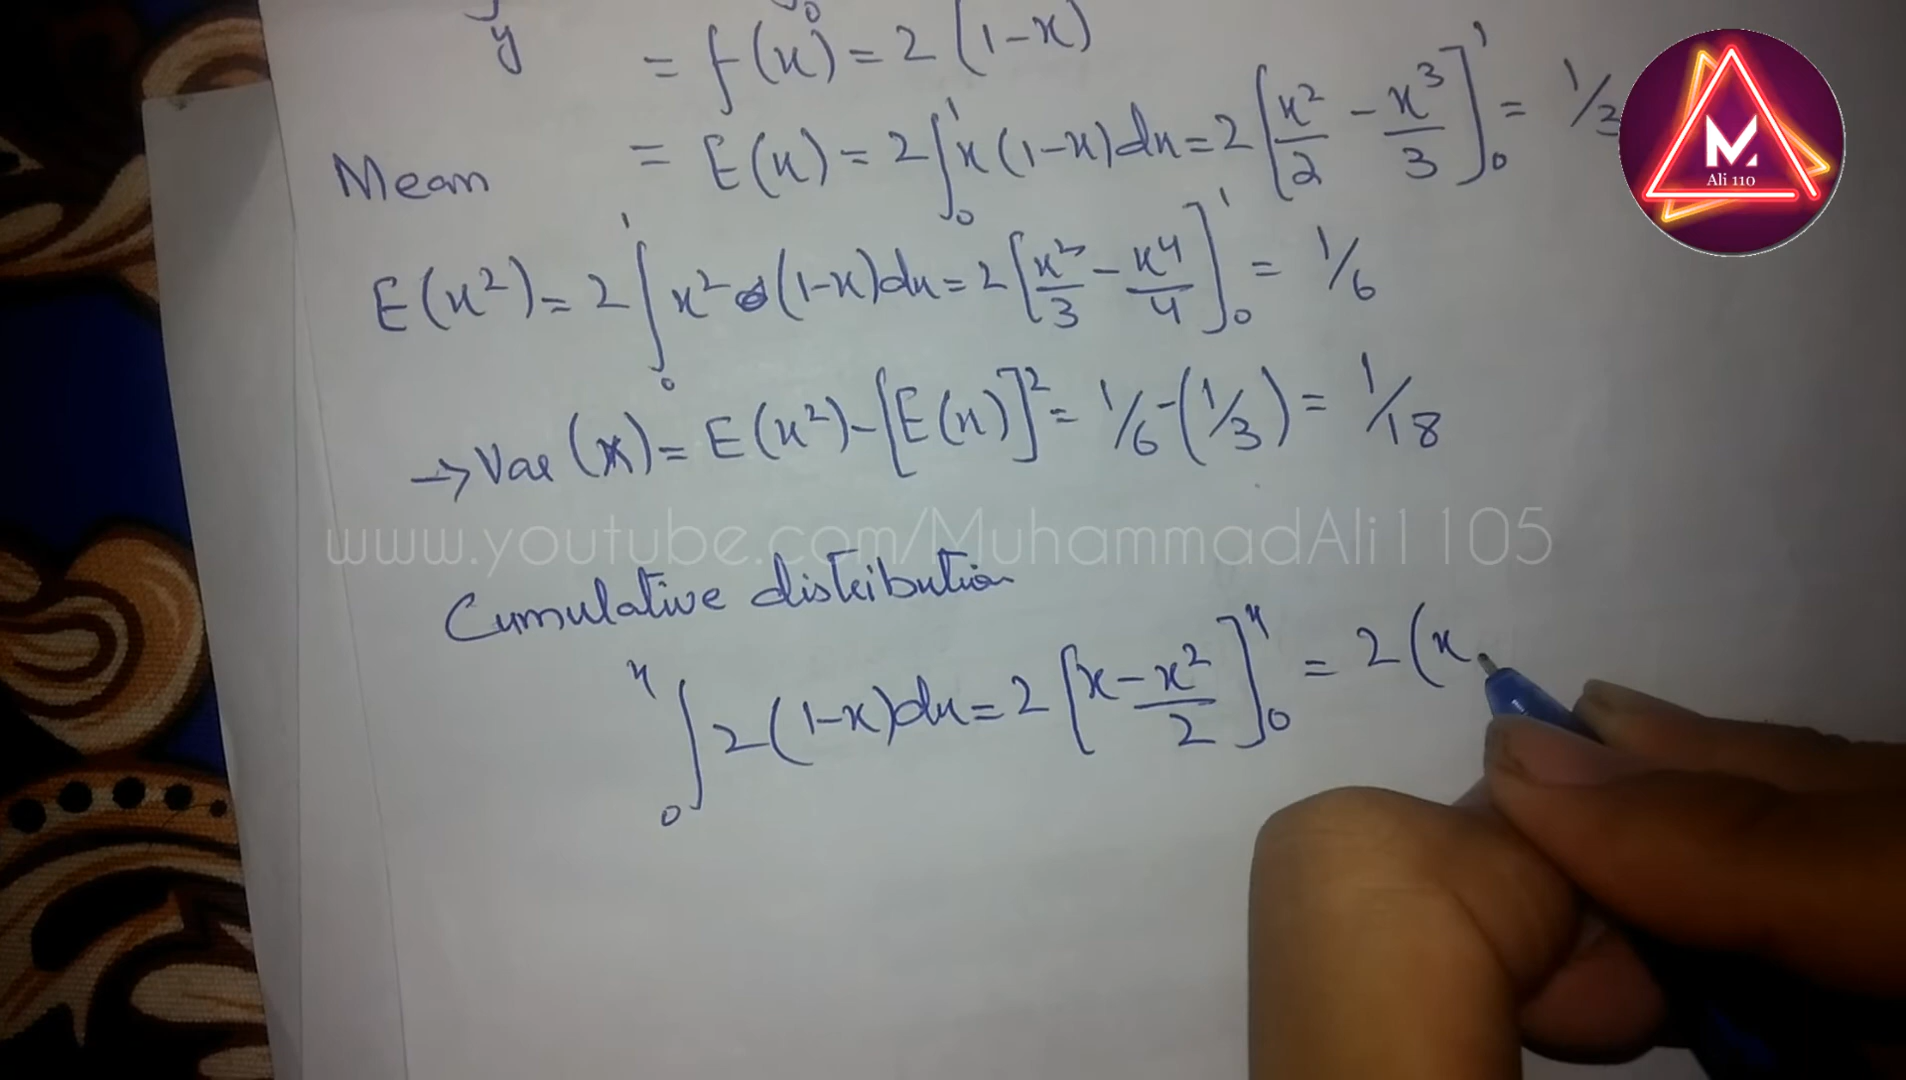 y
= f(x) = 2 (1-x)
Mean = E(x) = 2∫₀¹ x(1-x)dx = 2[x²/2 - x³/3]₀¹ = 1/3
E(x²) = 2∫₀¹ x² (1-x)dx = 2[x³/3 - x⁴/4]₀¹ = 1/6
→ Var(x) = E(x²) - [E(x)]² = 1/6 - (1/3) = 1/18
Cumulative distribution
∫₀ˣ 2(1-x)dx = 2[x - x²/2]₀ˣ = 2(x
www.youtube.com/MuhammadAli1105
M.
Ali 110